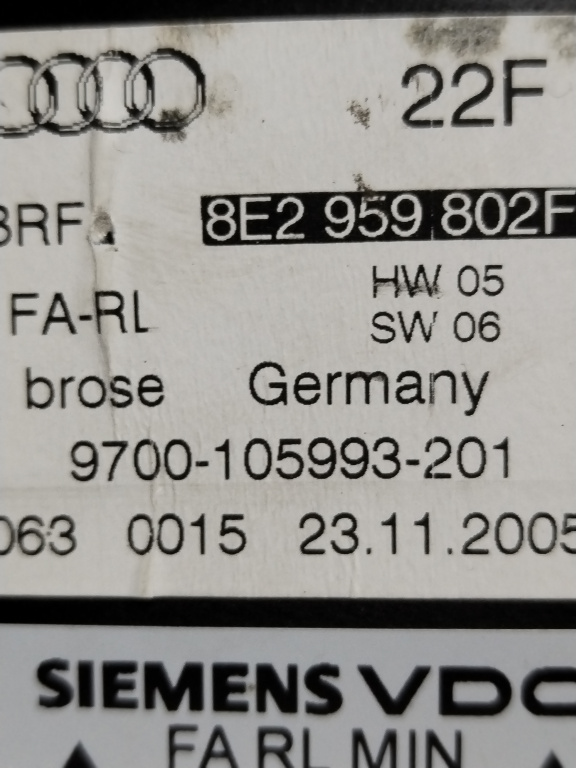 22F
8E2 959 802F
FA-RL
HW 05
SW 06
brose Germany
9700-105993-201
063 0015 23.11.2005
SIEMENS VDO
FA RL MIN